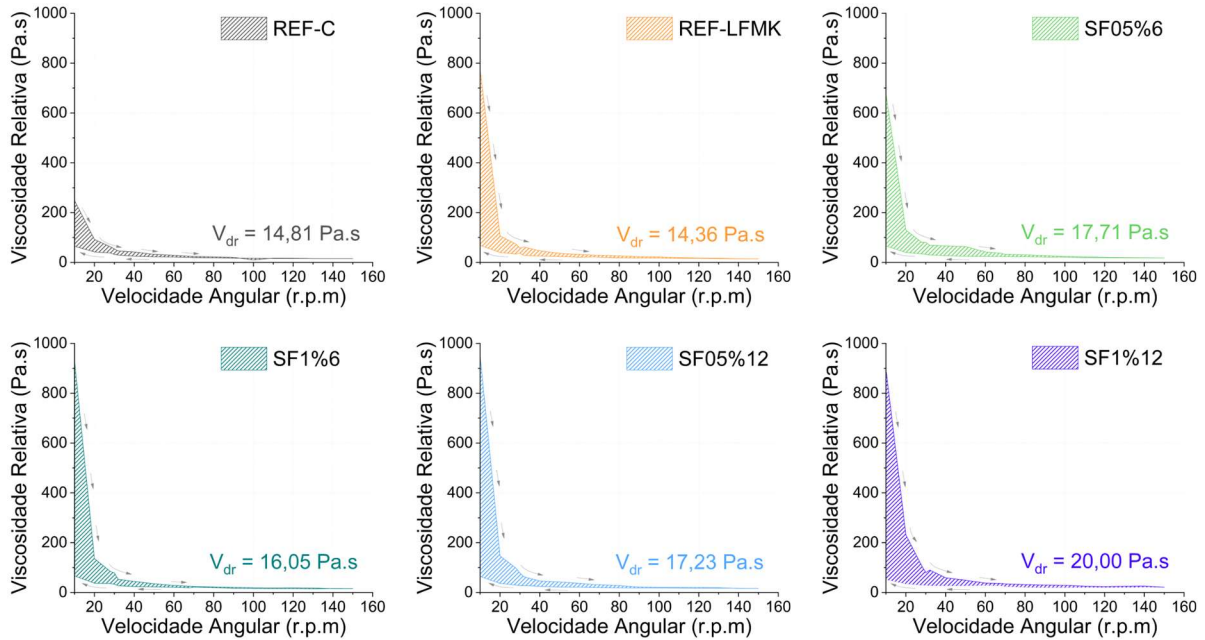 REF-C
Viscosidade Relativa (Pa.s)
1000
800
600
400
200
0
V_dr = 14,81 Pa.s
20 40 60 80 100 120 140 160
Velocidade Angular (r.p.m)
REF-LFMK
Viscosidade Relativa (Pa.s)
1000
800
600
400
200
0
V_dr = 14,36 Pa.s
20 40 60 80 100 120 140 160
Velocidade Angular (r.p.m)
SF05%6
Viscosidade Relativa (Pa.s)
1000
800
600
400
200
0
V_dr = 17,71 Pa.s
20 40 60 80 100 120 140 160
Velocidade Angular (r.p.m)
SF1%6
Viscosidade Relativa (Pa.s)
1000
800
600
400
200
0
V_dr = 16,05 Pa.s
20 40 60 80 100 120 140 160
Velocidade Angular (r.p.m)
SF05%12
Viscosidade Relativa (Pa.s)
1000
800
600
400
200
0
V_dr = 17,23 Pa.s
20 40 60 80 100 120 140 160
Velocidade Angular (r.p.m)
SF1%12
Viscosidade Relativa (Pa.s)
1000
800
600
400
200
0
V_dr = 20,00 Pa.s
20 40 60 80 100 120 140 160
Velocidade Angular (r.p.m)